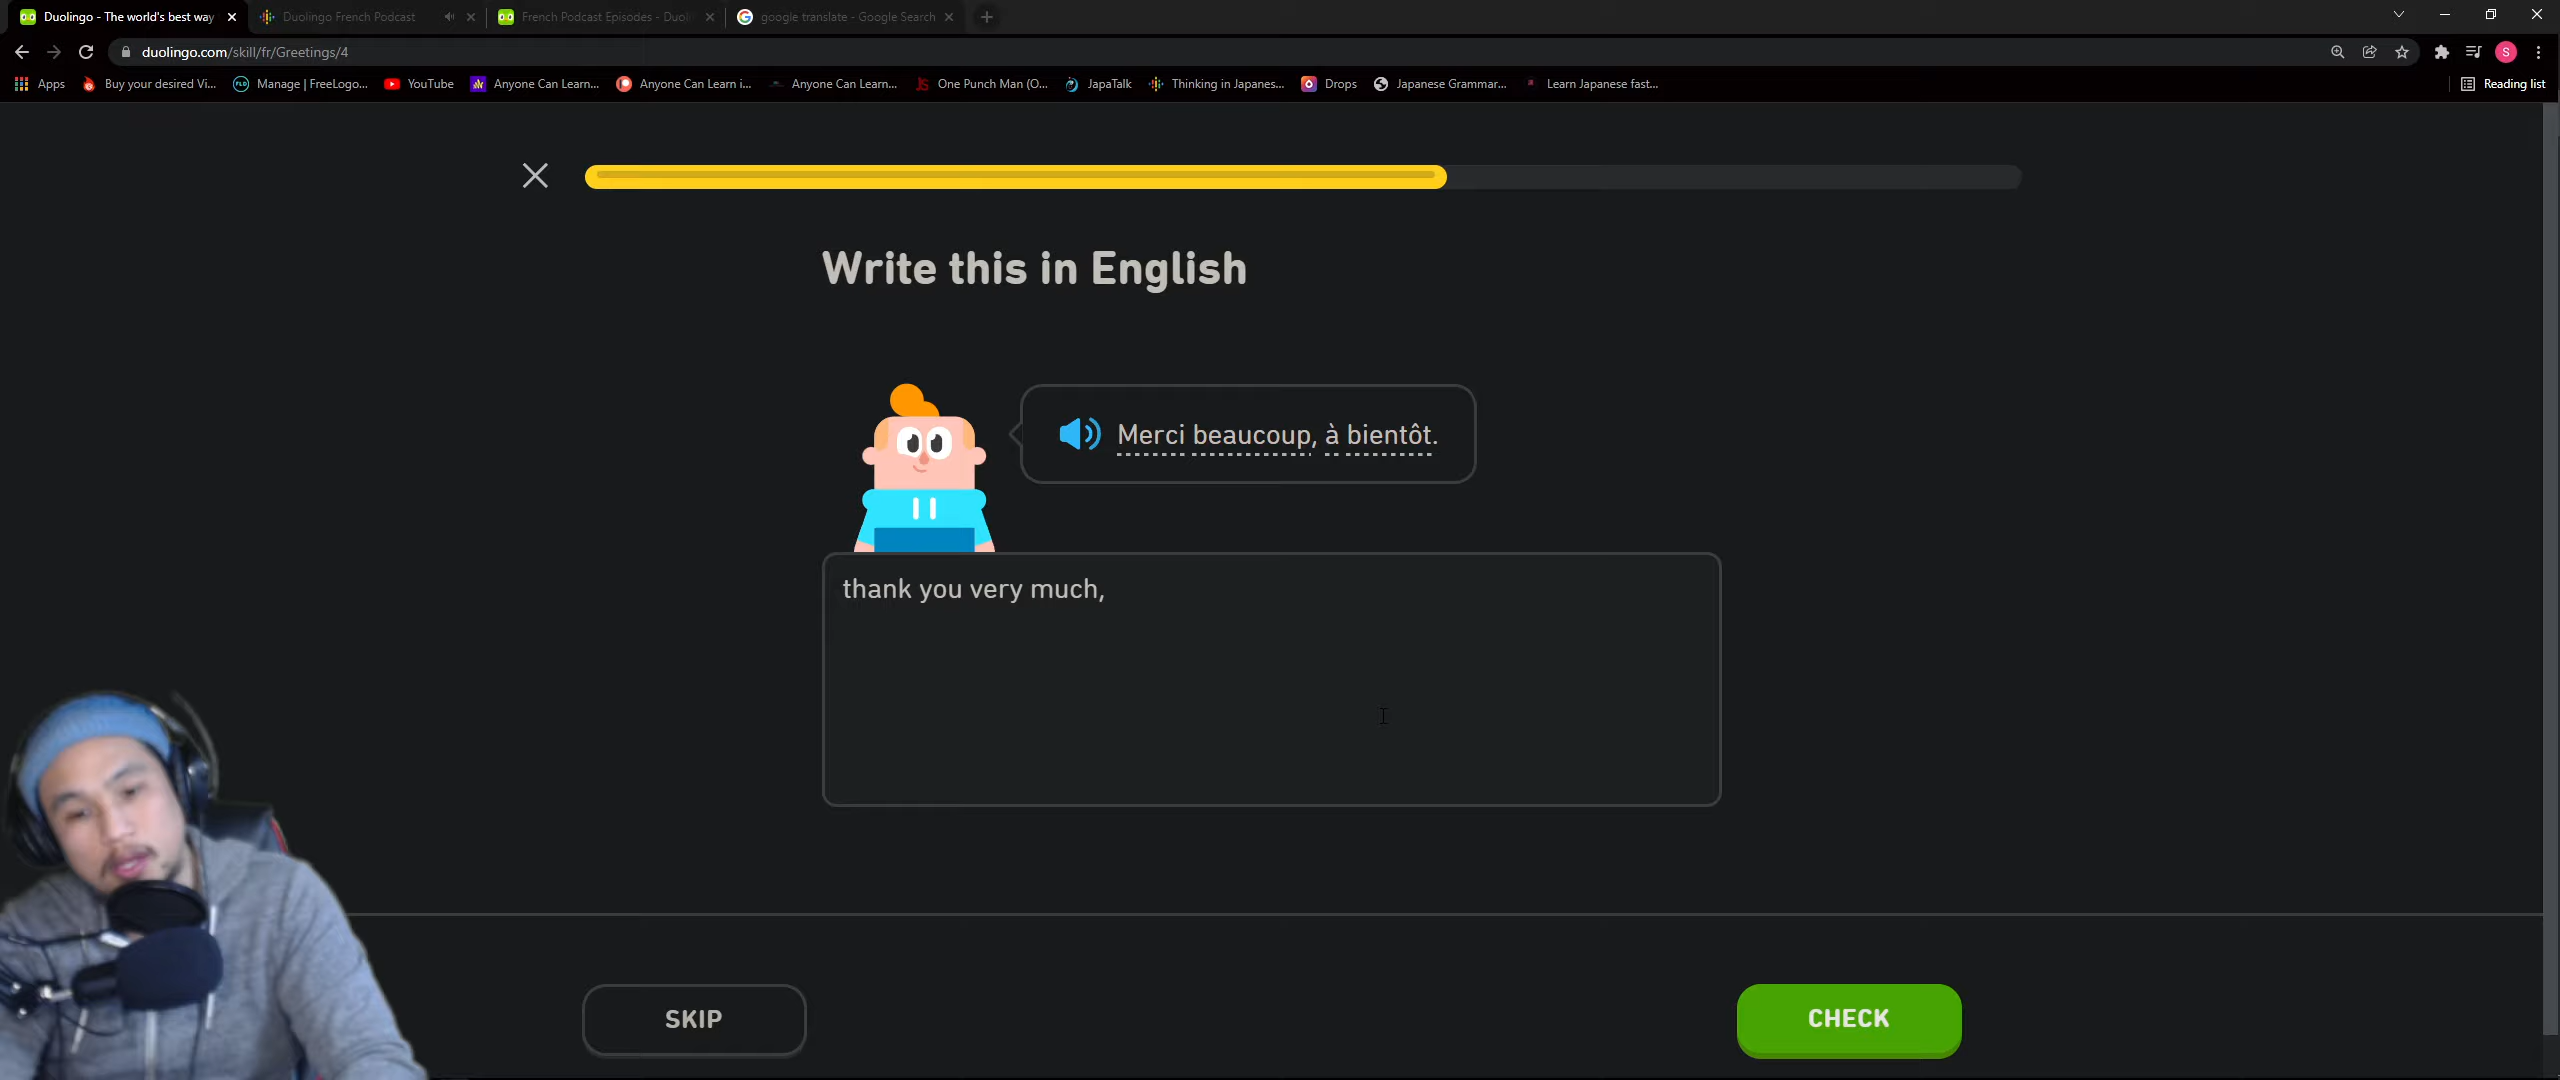 Duolingo - The world's best way
Duolingo French Podcast
French Podcast Episodes - Duoli
google translate - Google Search
duolingo.com/skill/fr/Greetings/4
S
Apps
Buy your desired Vi...
FLD
Manage | FreeLogo...
YouTube
Anyone Can Learn...
Anyone Can Learn i...
Anyone Can Learn...
One Punch Man (O...
JapaTalk
Thinking in Japanes...
Drops
Japanese Grammar...
Learn Japanese fast...
Reading list
Write this in English
Merci beaucoup, à bientôt.
thank you very much,
SKIP
CHECK